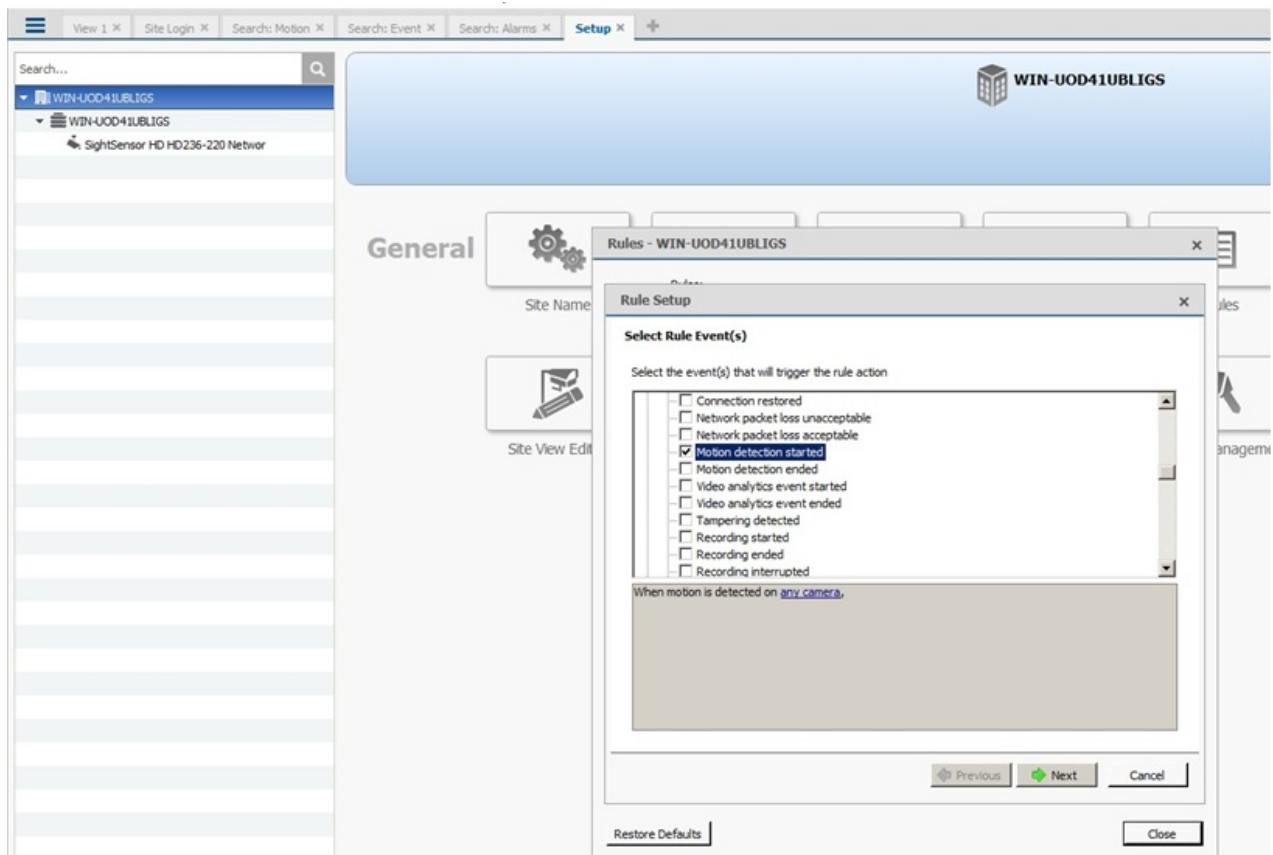 View 1 × Site Login × Search: Motion × Search: Event × Search: Alarms × Setup ×
Search...
WIN-UOD41UBLIGS
WIN-UOD41UBLIGS
SightSensor HD HD236-220 Networ
WIN-UOD41UBLIGS
General
Site Name
ules
Site View Edit
anageme
Rules - WIN-UOD41UBLIGS ×
Rules:
Rule Setup ×
Select Rule Event(s)
Select the event(s) that will trigger the rule action
Connection restored
Network packet loss unacceptable
Network packet loss acceptable
Motion detection started
Motion detection ended
Video analytics event started
Video analytics event ended
Tampering detected
Recording started
Recording ended
Recording interrupted
When motion is detected on any camera,
Previous Next Cancel
Restore Defaults Close